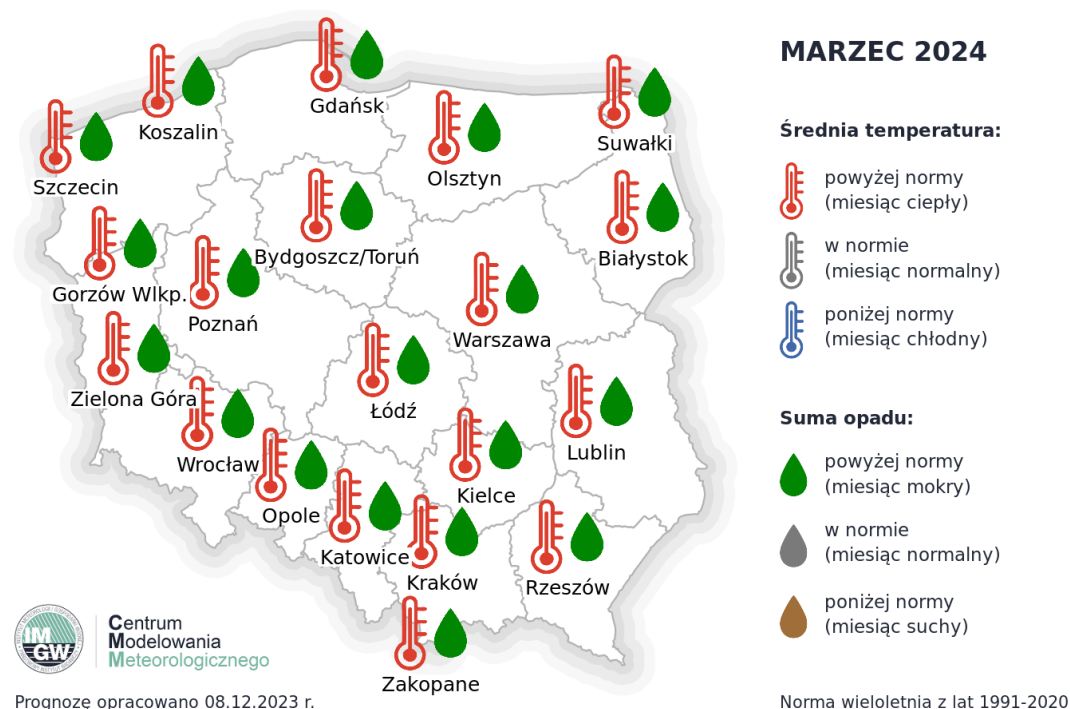 MARZEC 2024
Gdańsk
Koszalin
Suwałki
Szczecin
Olsztyn
Bydgoszcz/Toruń
Białystok
Gorzów Wlkp.
Poznań
Warszawa
Zielona Góra
Łódź
Wrocław
Lublin
Opole
Kielce
Katowice
Kraków
Rzeszów
Zakopane
Średnia temperatura:
powyżej normy
(miesiąc ciepły)
w normie
(miesiąc normalny)
poniżej normy
(miesiąc chłodny)
Suma opadu:
powyżej normy
(miesiąc mokry)
w normie
(miesiąc normalny)
poniżej normy
(miesiąc suchy)
IM
GW
Centrum
Modelowania
Meteorologicznego
Prognozę opracowano 08.12.2023 r.
Norma wieloletnia z lat 1991-2020